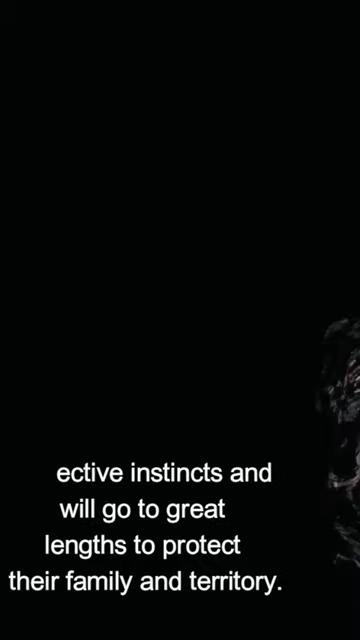 ective instincts and
will go to great
lengths to protect
their family and territory.